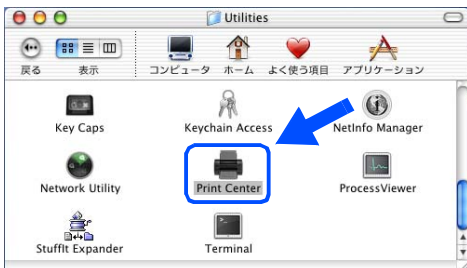 Utilities
戻る 表示 コンピュータ ホーム よく使う項目 アプリケーション
Key Caps Keychain Access NetInfo Manager
Network Utility Print Center ProcessViewer
StuffIt Expander Terminal